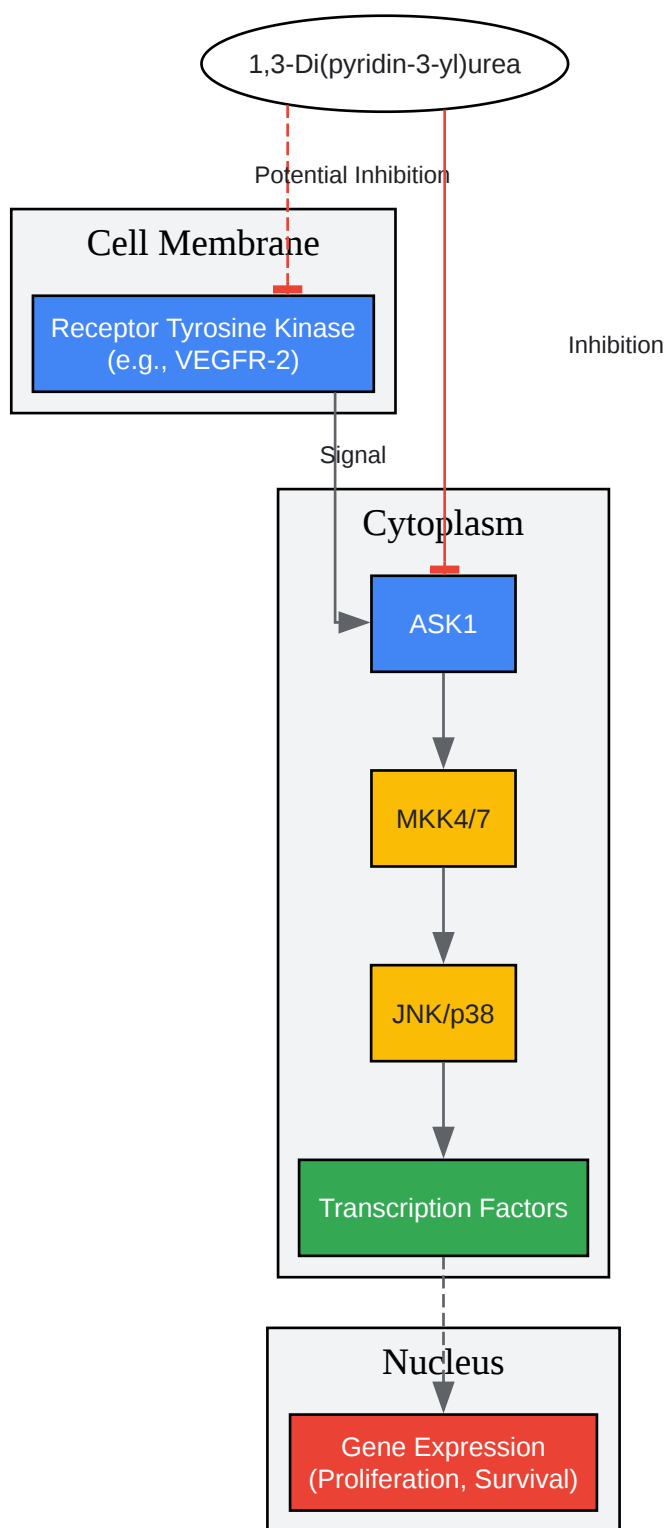 1,3-Di(pyridin-3-yl)urea
Potential Inhibition
Cell Membrane
Receptor Tyrosine Kinase
(e.g., VEGFR-2)
Inhibition
Signal
Cytoplasm
ASK1
MKK4/7
JNK/p38
Transcription Factors
Nucleus
Gene Expression
(Proliferation, Survival)